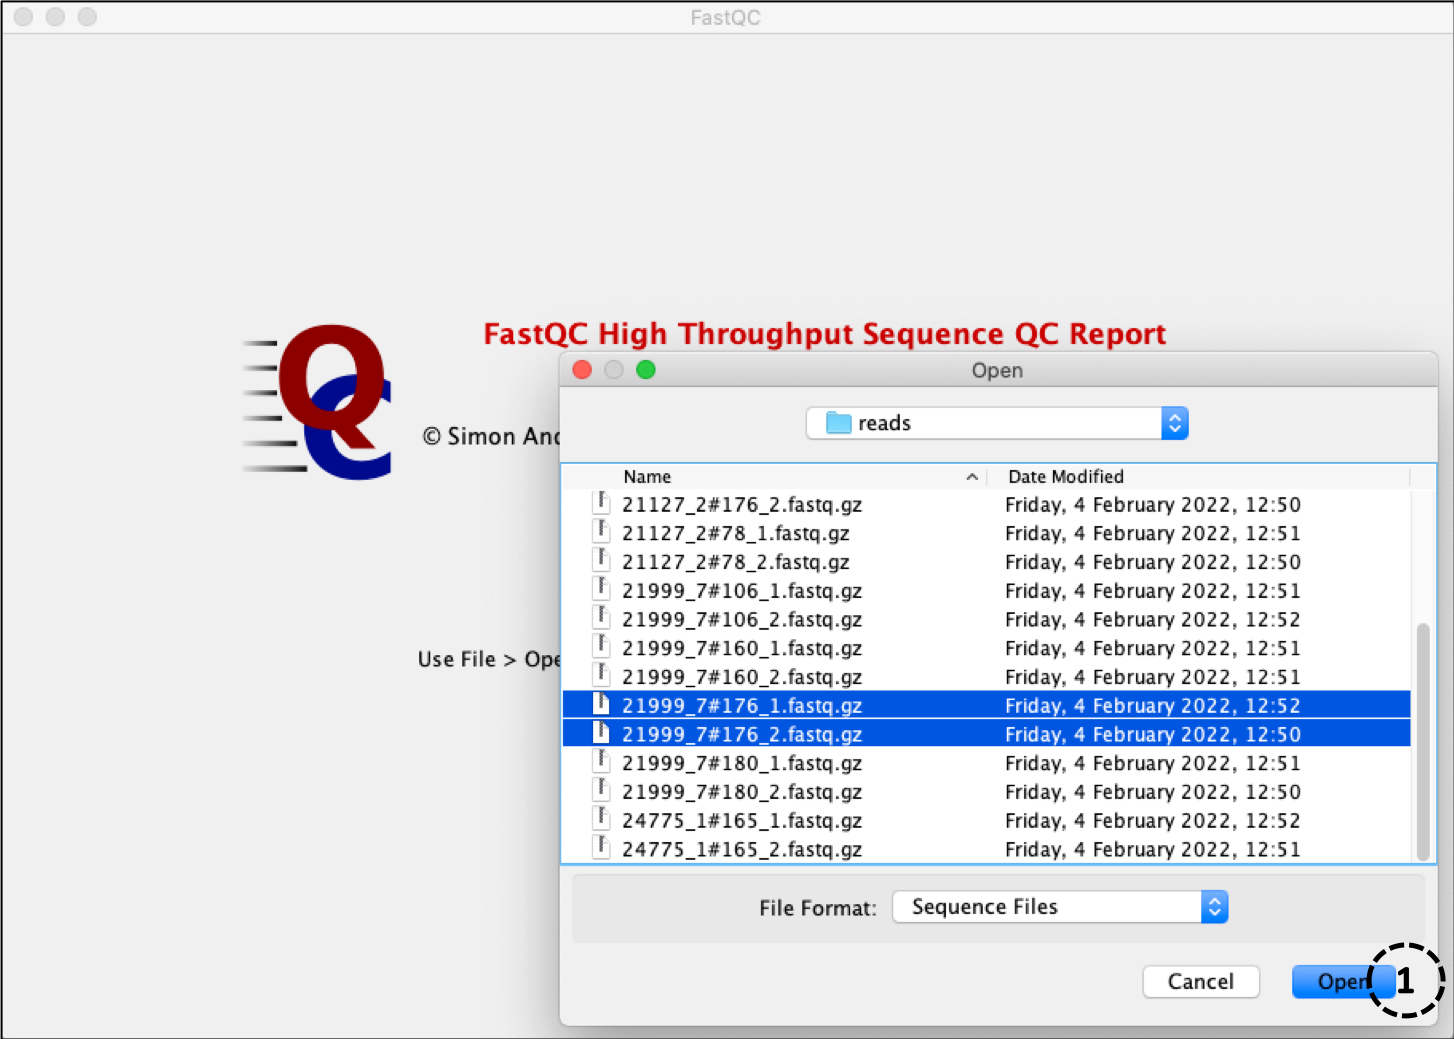 FastQC
QC
FastQC High Throughput Sequence QC Report
Open
reads
© Simon And
Name Date Modified
21127_2#176_2.fastq.gz Friday, 4 February 2022, 12:50
21127_2#78_1.fastq.gz Friday, 4 February 2022, 12:51
21127_2#78_2.fastq.gz Friday, 4 February 2022, 12:50
21999_7#106_1.fastq.gz Friday, 4 February 2022, 12:51
21999_7#106_2.fastq.gz Friday, 4 February 2022, 12:52
21999_7#160_1.fastq.gz Friday, 4 February 2022, 12:51
Use File > Ope
21999_7#160_2.fastq.gz Friday, 4 February 2022, 12:51
21999_7#176_1.fastq.gz Friday, 4 February 2022, 12:52
21999_7#176_2.fastq.gz Friday, 4 February 2022, 12:50
21999_7#180_1.fastq.gz Friday, 4 February 2022, 12:51
21999_7#180_2.fastq.gz Friday, 4 February 2022, 12:50
24775_1#165_1.fastq.gz Friday, 4 February 2022, 12:52
24775_1#165_2.fastq.gz Friday, 4 February 2022, 12:51
File Format: Sequence Files
Cancel Open 1